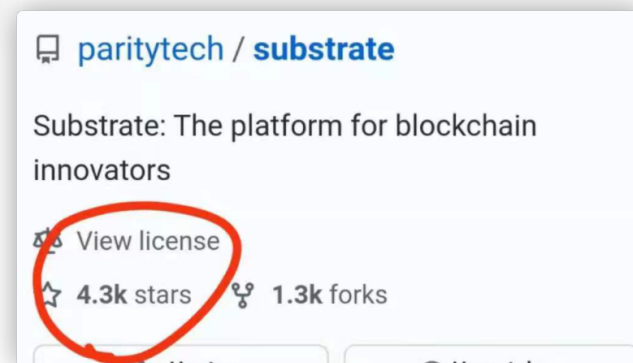 paritytech / substrate
Substrate: The platform for blockchain
innovators
View license
4.3k stars 1.3k forks